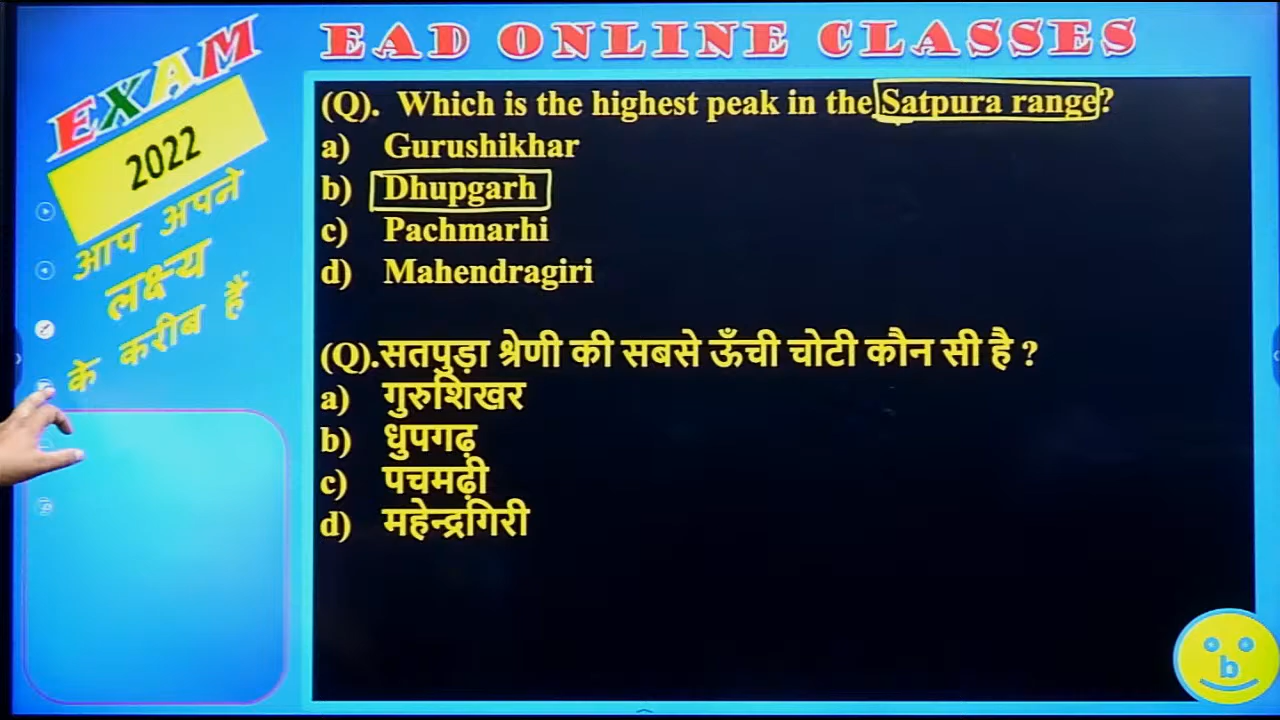 EAD ONLINE CLASSES
EXAM
2022
आप अपने
लक्ष्य
के करीब हैं
(Q). Which is the highest peak in the Satpura range?
a) Gurushikhar
b) Dhupgarh
c) Pachmarhi
d) Mahendragiri
(Q).सतपुड़ा श्रेणी की सबसे ऊँची चोटी कौन सी है ?
a) गुरुशिखर
b) धुपगढ़
c) पचमढ़ी
d) महेन्द्रगिरी
b